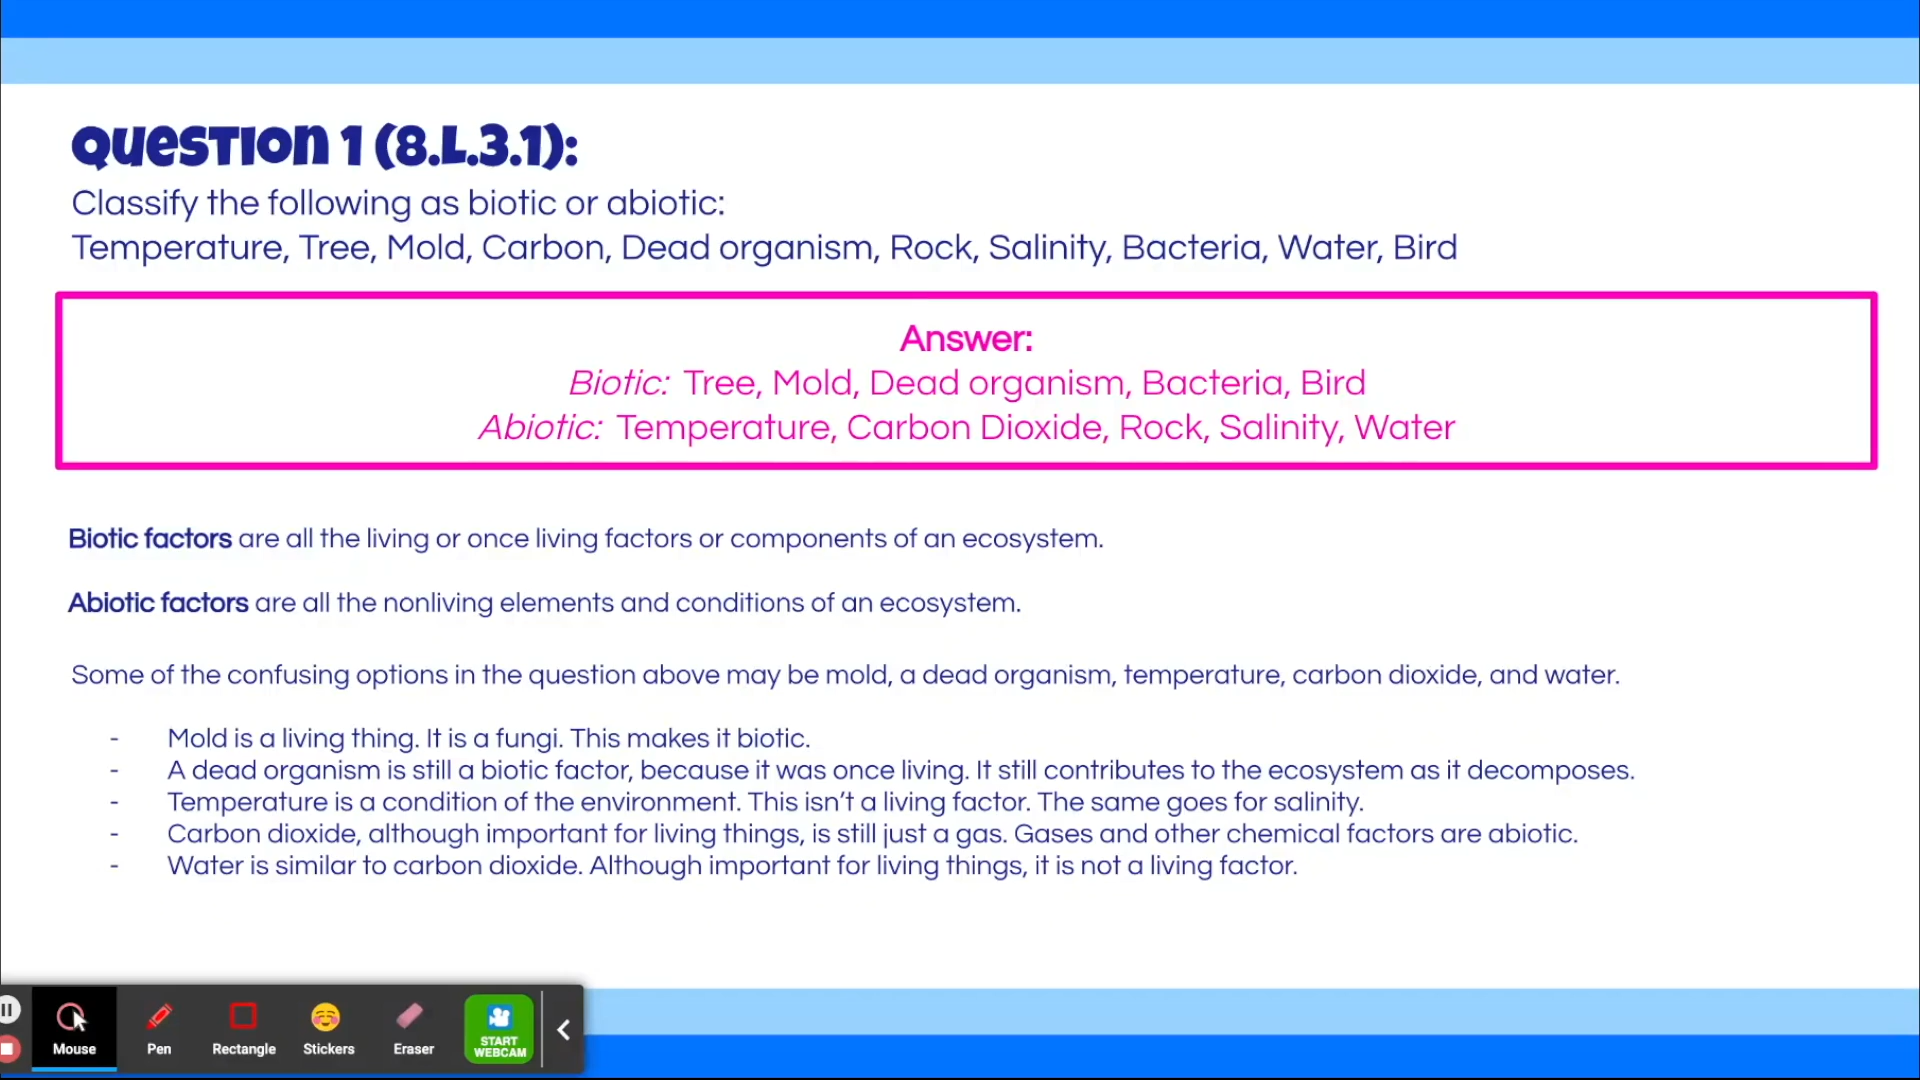 Question 1 (8.L.3.1):
Classify the following as biotic or abiotic:
Temperature, Tree, Mold, Carbon, Dead organism, Rock, Salinity, Bacteria, Water, Bird
Answer:
Biotic: Tree, Mold, Dead organism, Bacteria, Bird
Abiotic: Temperature, Carbon Dioxide, Rock, Salinity, Water
Biotic factors are all the living or once living factors or components of an ecosystem.
Abiotic factors are all the nonliving elements and conditions of an ecosystem.
Some of the confusing options in the question above may be mold, a dead organism, temperature, carbon dioxide, and water.
- Mold is a living thing. It is a fungi. This makes it biotic.
- A dead organism is still a biotic factor, because it was once living. It still contributes to the ecosystem as it decomposes.
- Temperature is a condition of the environment. This isn’t a living factor. The same goes for salinity.
- Carbon dioxide, although important for living things, is still just a gas. Gases and other chemical factors are abiotic.
- Water is similar to carbon dioxide. Although important for living things, it is not a living factor.
Mouse Pen Rectangle Stickers Eraser START
WEBCAM